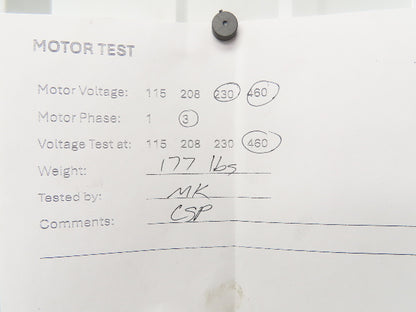 MOTOR TEST
Motor Voltage: 115 208 230 460
Motor Phase: 1 3
Voltage Test at: 115 208 230 460
Weight: 177 lbs
Tested by: MK
Comments: CSP